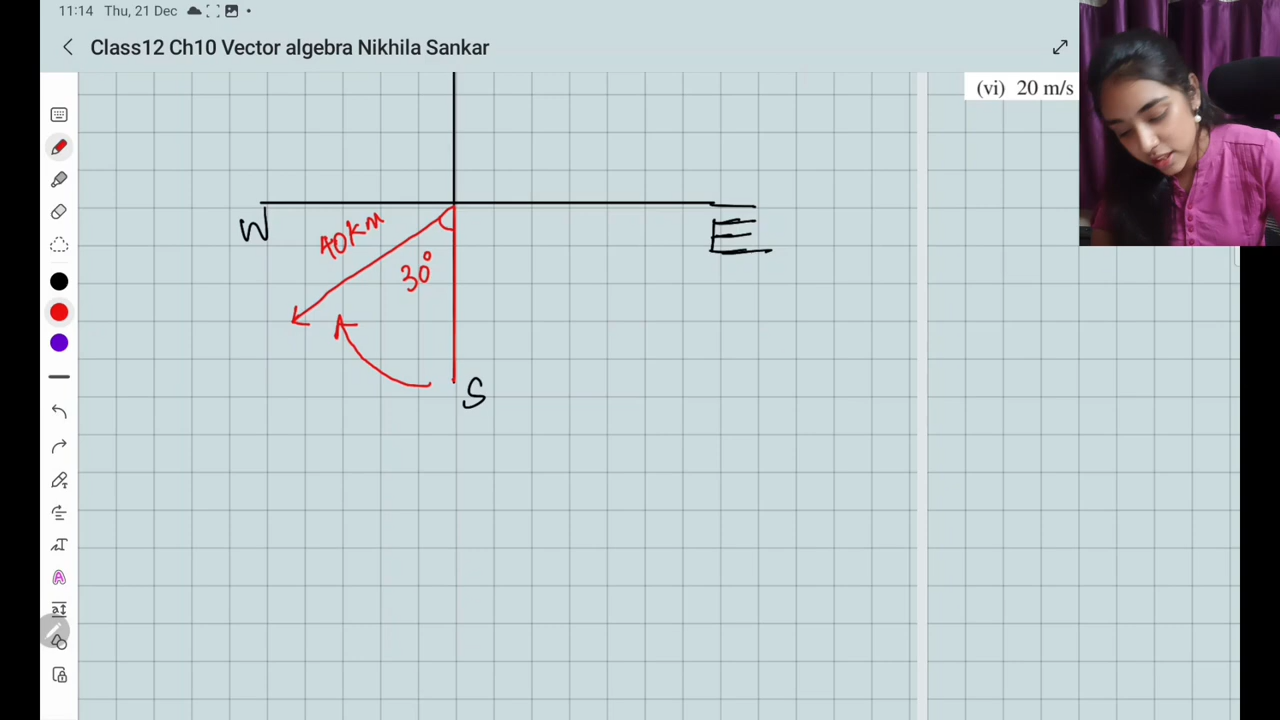 11:14 Thu, 21 Dec
Class12 Ch10 Vector algebra Nikhila Sankar
(vi) 20 m/s
W
40KM
E
30°
S